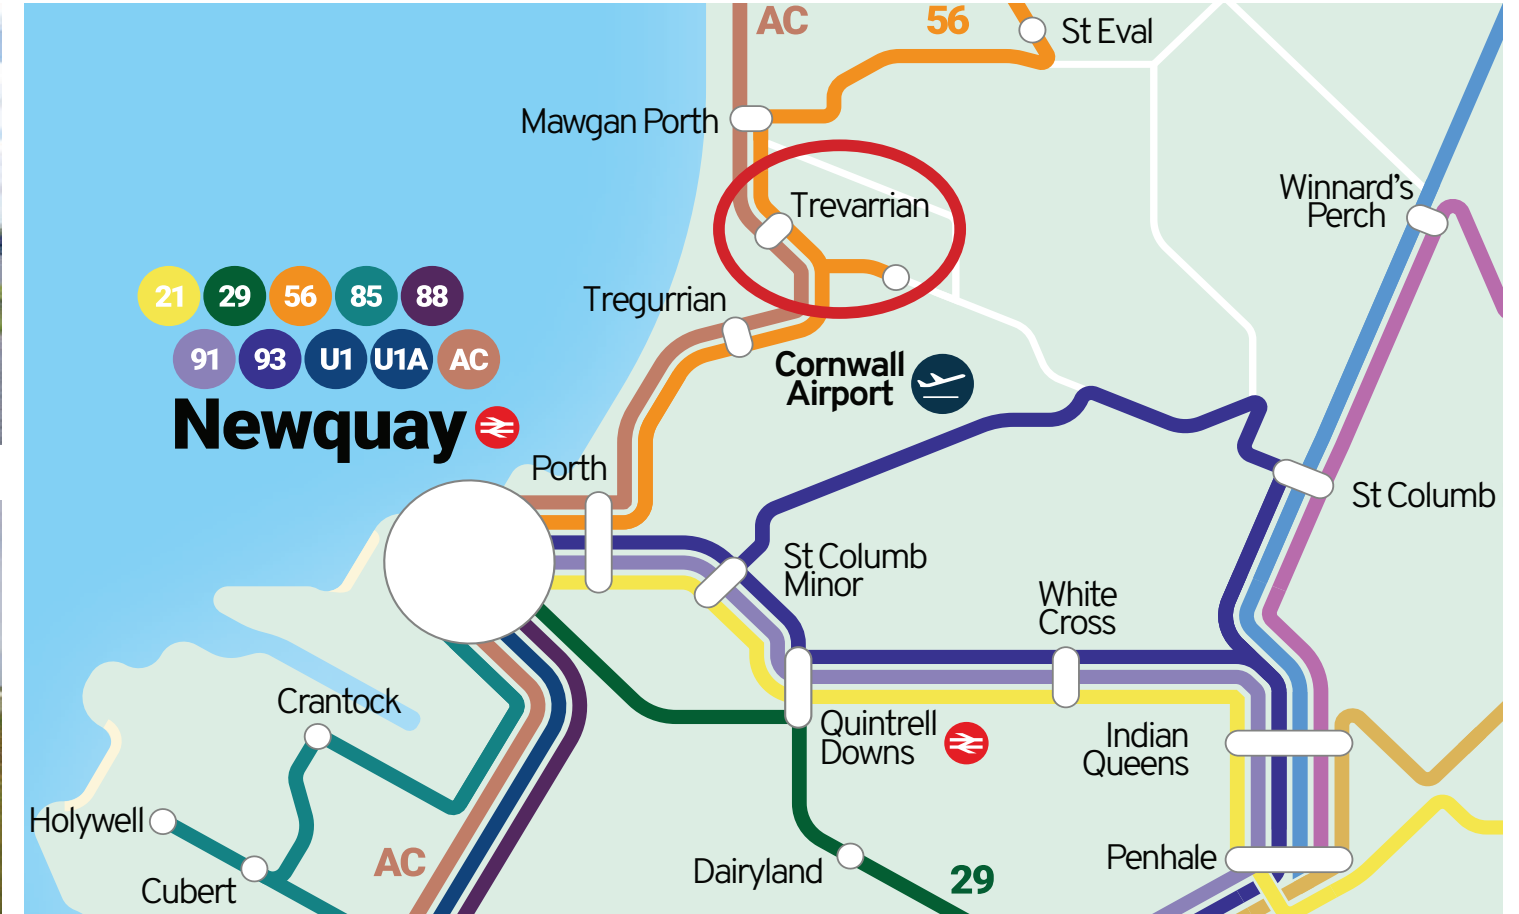 AC
56
St Eval
Mawgan Porth
Winnard's
Perch
Trevarrian
21
29
56
85
88
Tregurrian
91
93
U1
U1A
AC
Cornwall
Airport
Newquay
Porth
St Columb
St Columb
Minor
White
Cross
Crantock
Quintrell
Downs
Indian
Queens
Holywell
AC
Dairyland
Penhale
29
Cubert